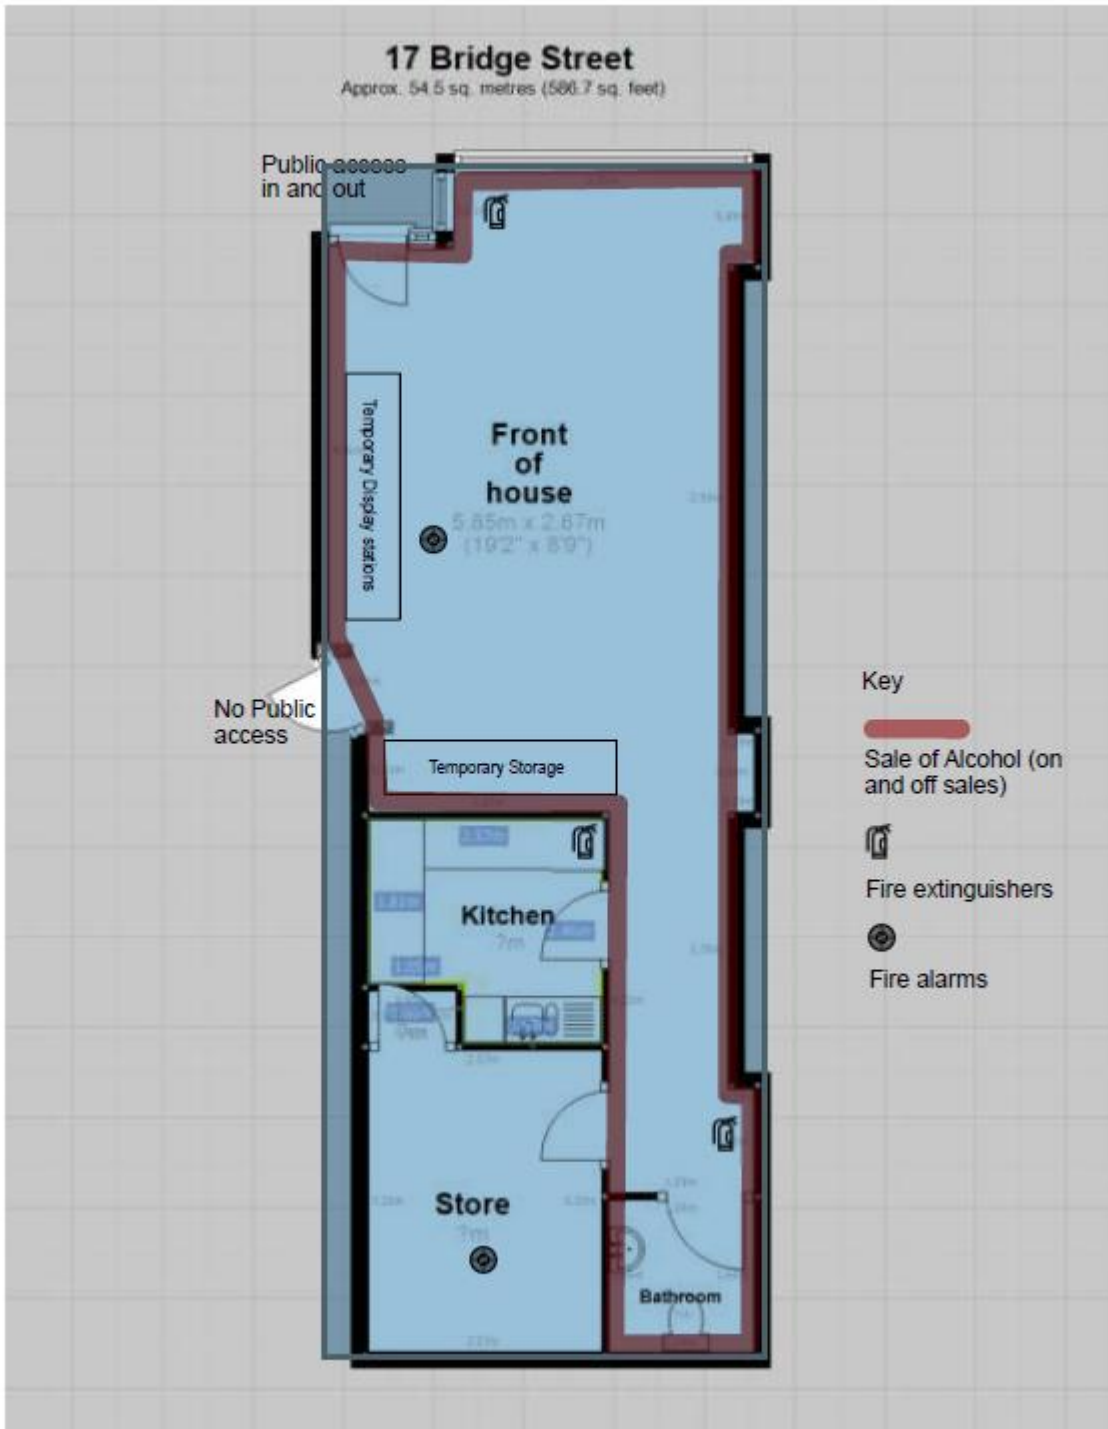 17 Bridge Street
Approx. 54.5 sq. metres (586.7 sq. feet)
Public access
in and out
Front
of
house
5.85m x 2.67m
(19'2" x 8'9")
Temporary Display stations
No Public
access
Temporary Storage
Kitchen
?m
Store
?m
Bathroom
Key
Sale of Alcohol (on
and off sales)
Fire extinguishers
Fire alarms